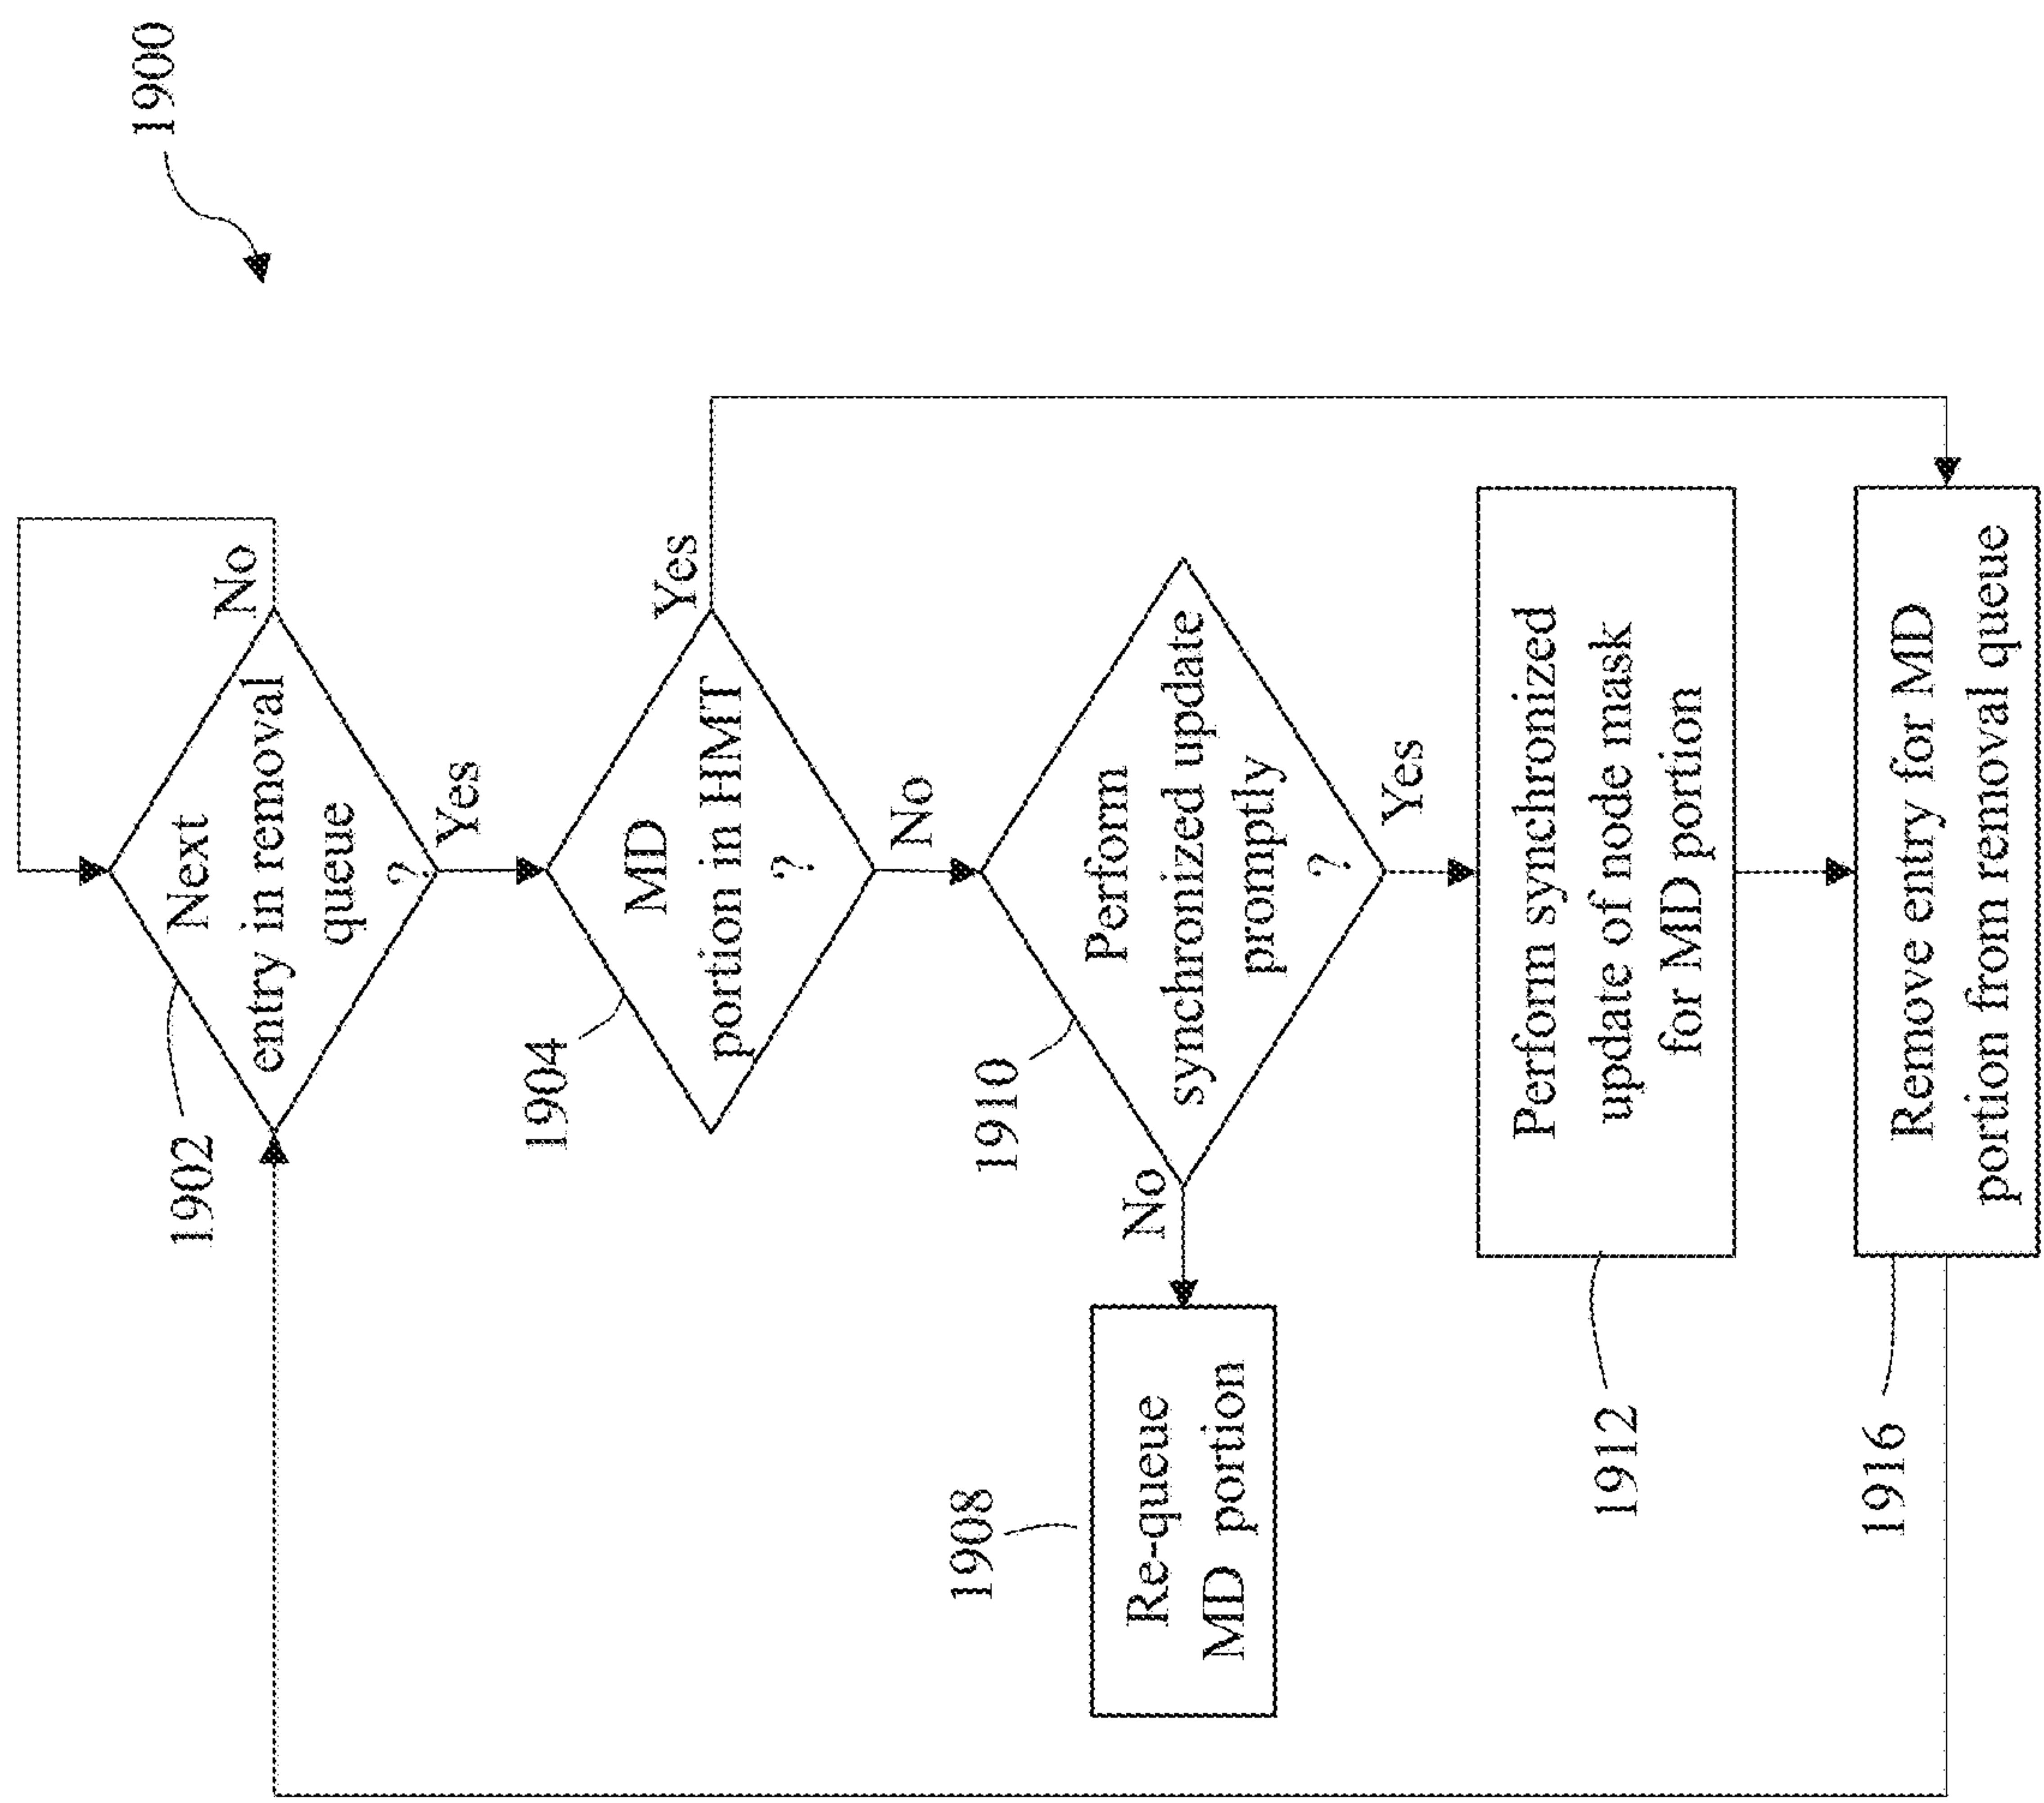 1900
Next
entry in removal
queue
?
No
Yes
1902
MD
portion in HMT
?
Yes
No
1904
Perform
synchronized update
promptly
?
No
Yes
1910
Re-queue
MD portion
1908
Perform synchronized
update of node mask
for MD portion
1912
Remove entry for MD
portion from removal queue
1916